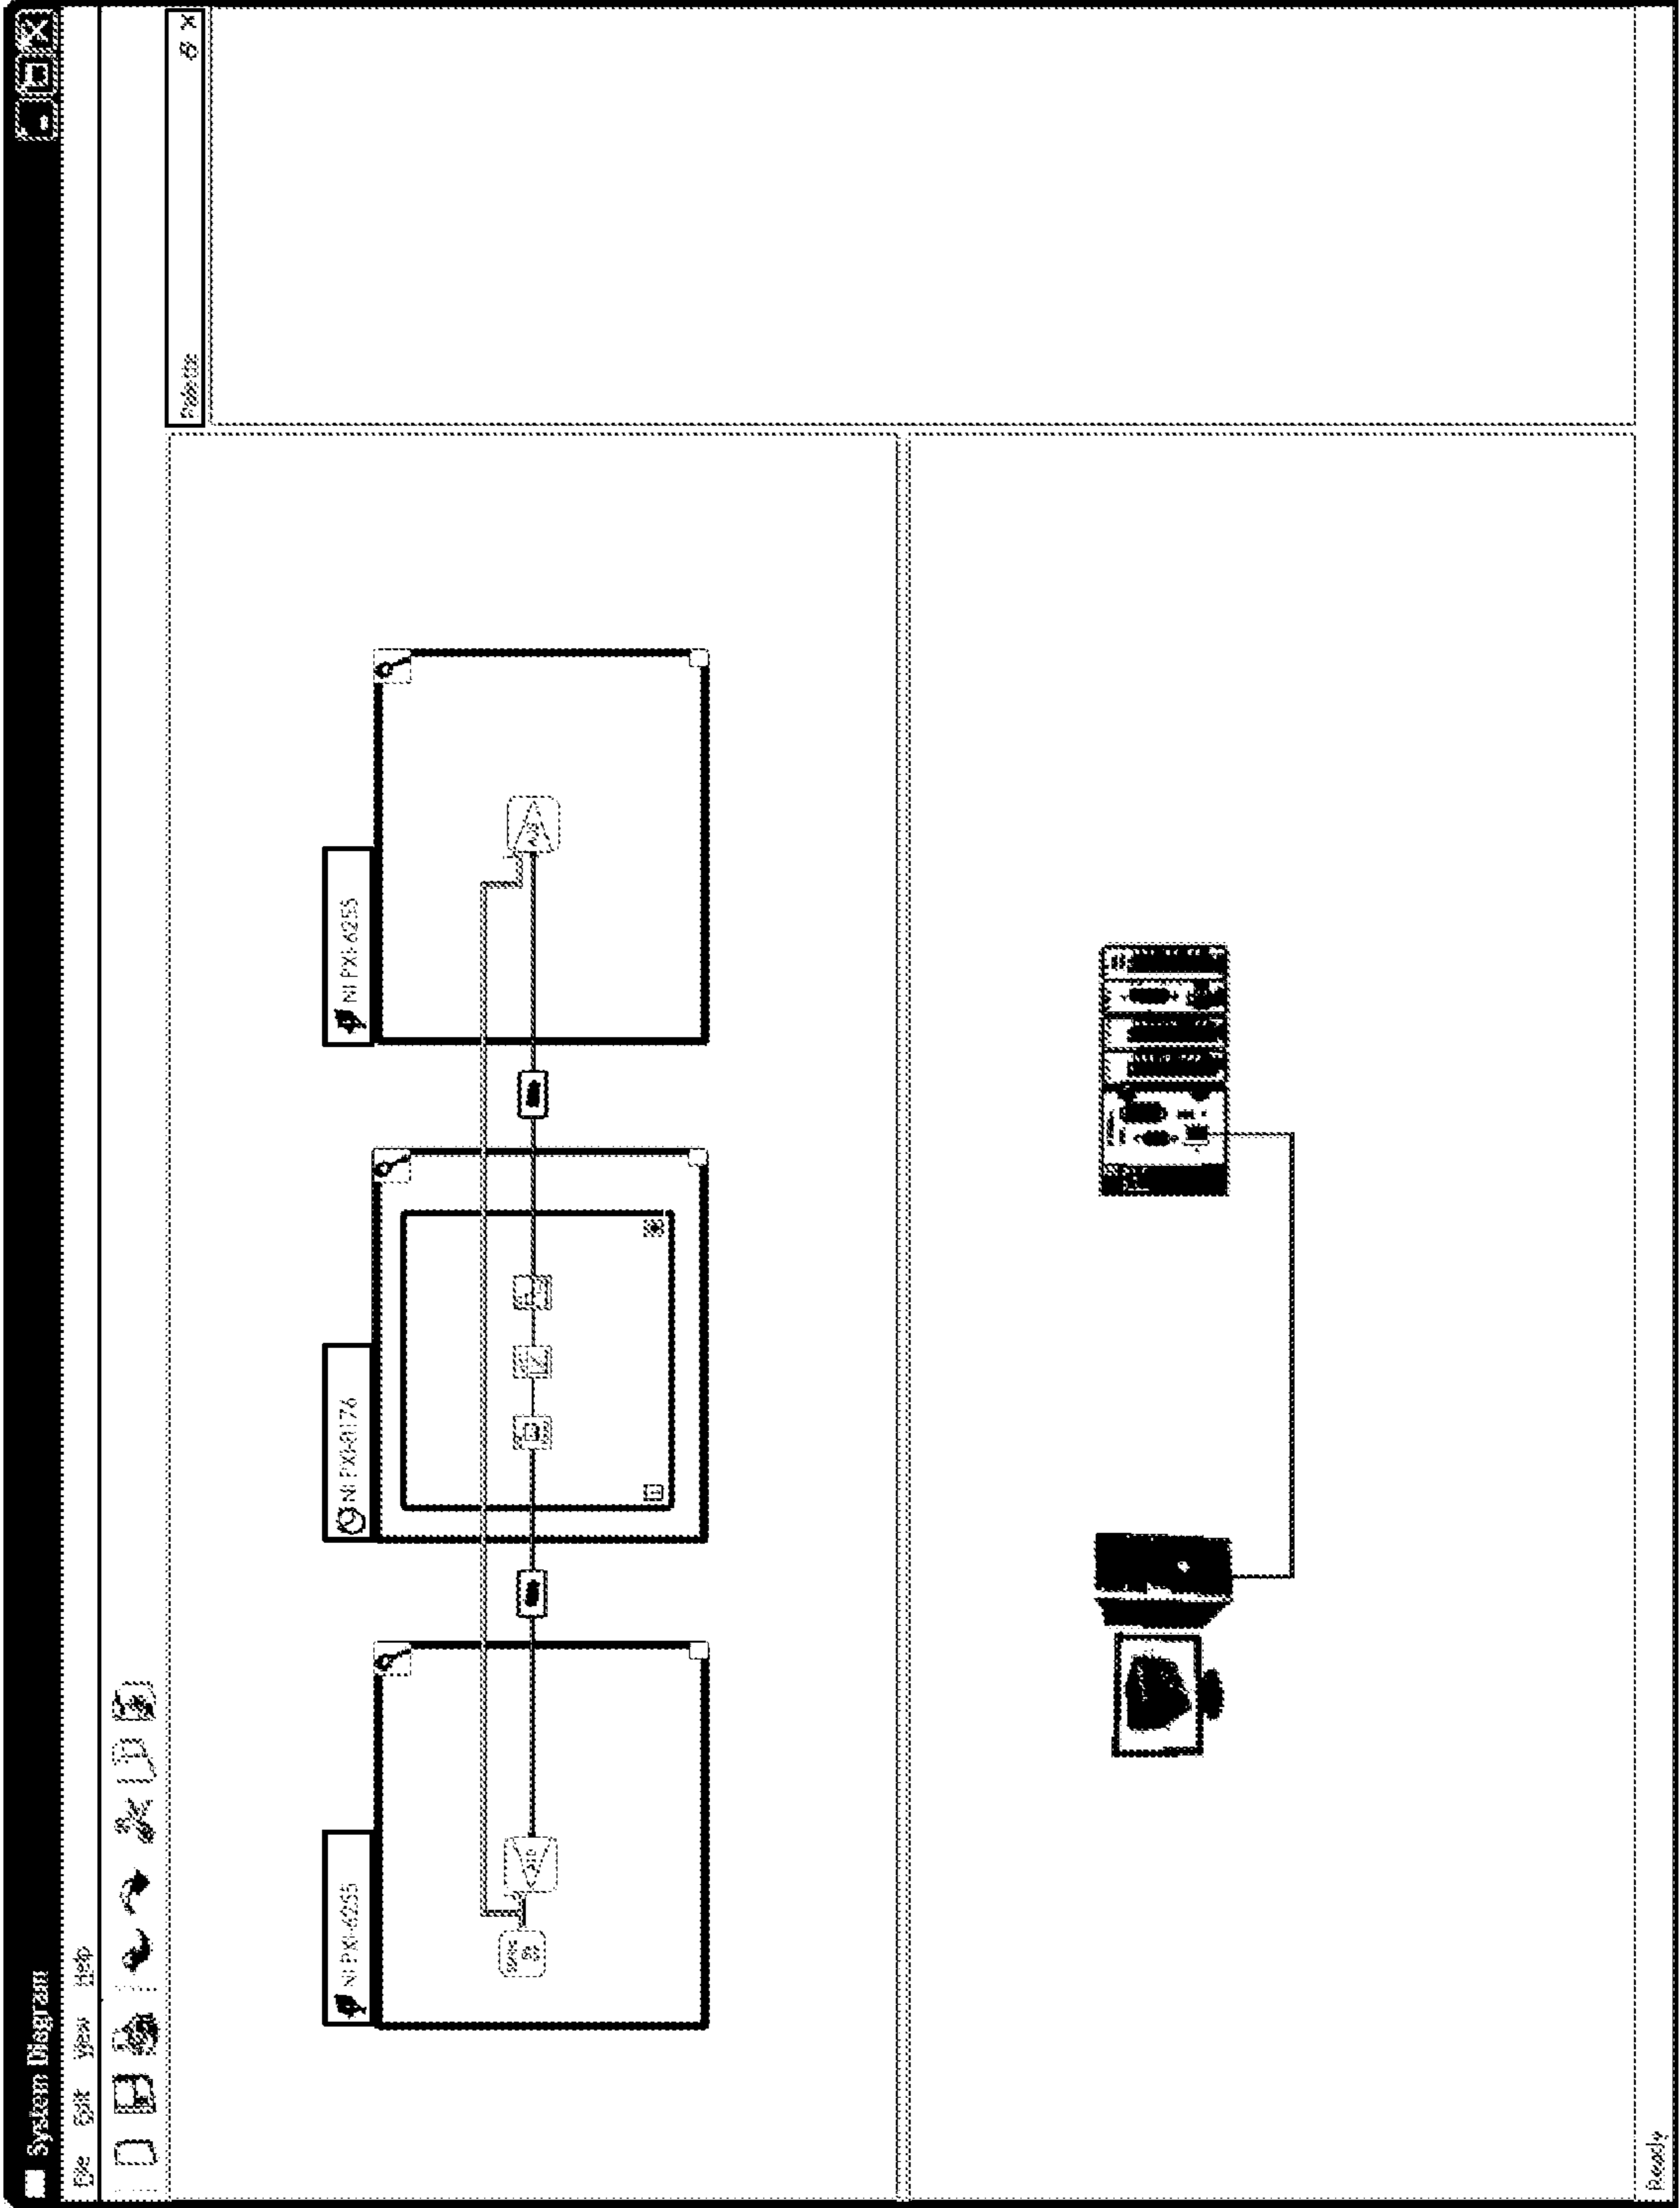 System Diagram
File Edit View Help
Palette
NI PXI-6255
NI PXI-8176
NI PXI-6255
A/D
Ready